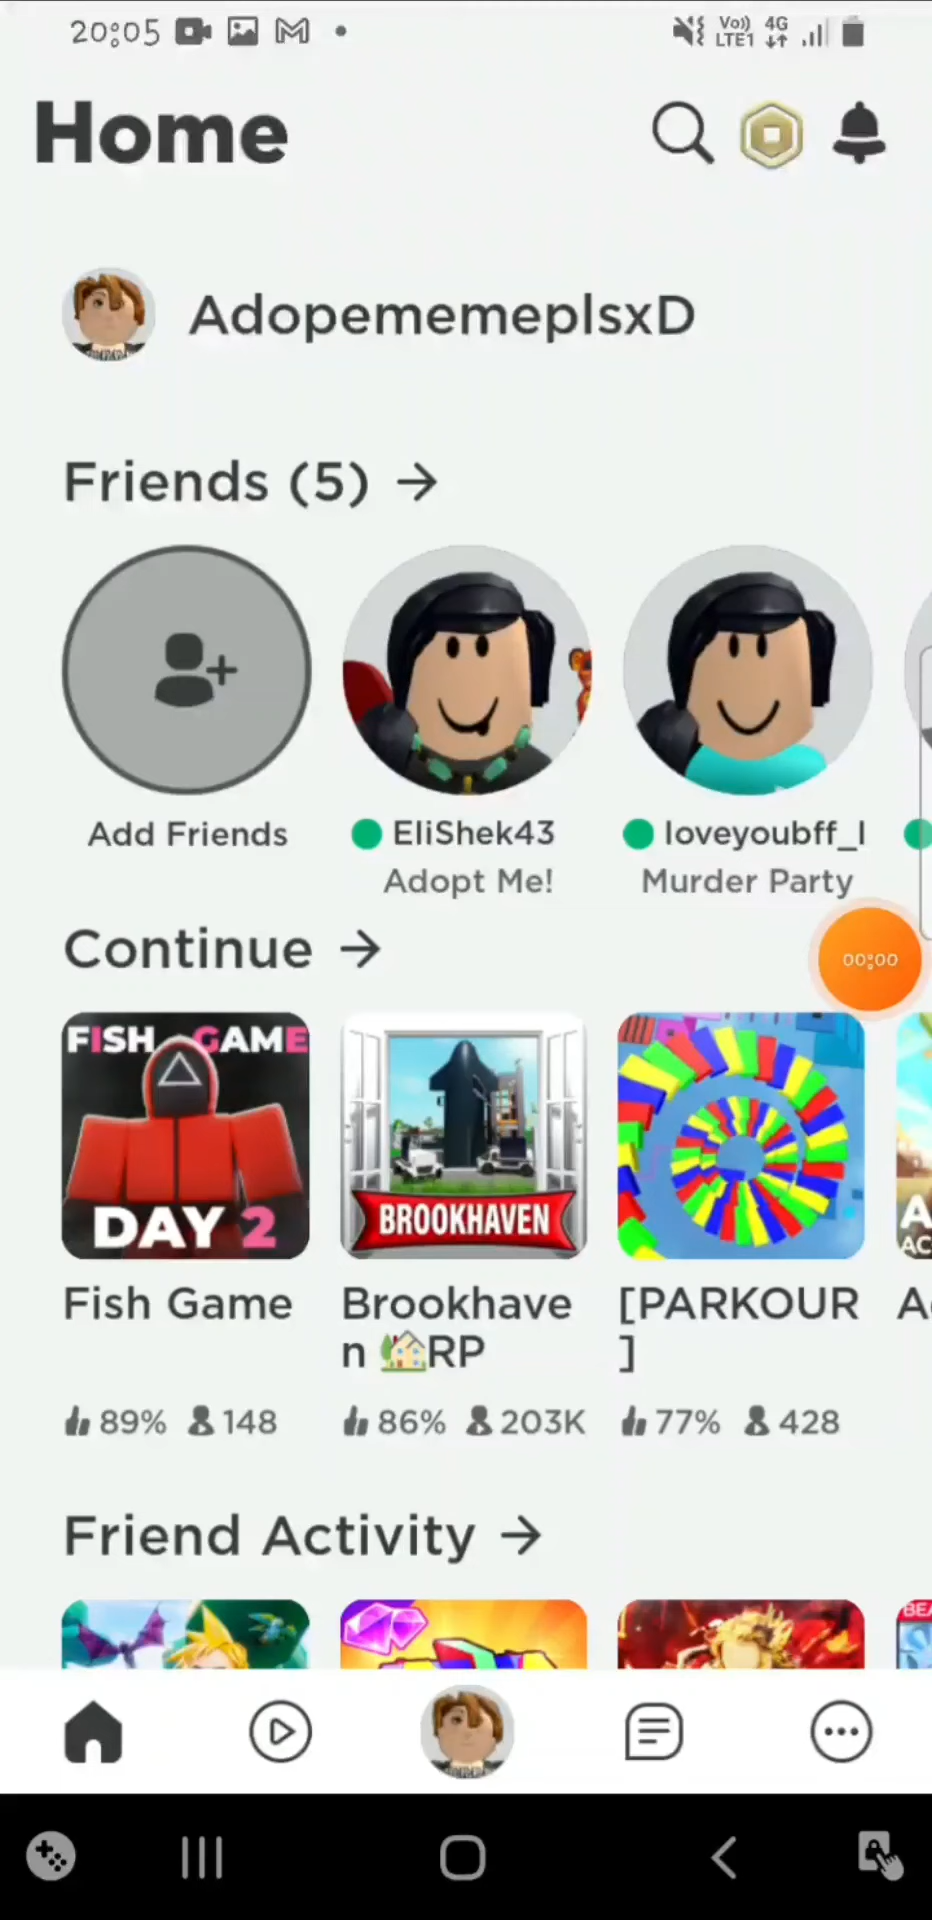 20:05
Vo)) 4G
LTE1
Home
AdopememeplsxD
Friends (5) →
Add Friends
EliShek43
loveyoubff_l
Adopt Me!
Murder Party
Continue →
00:00
FISH GAME
DAY 2
BROOKHAVEN
Fish Game
Brookhave
n 🏡RP
[PARKOUR
]
89% 148
86% 203K
77% 428
Friend Activity →